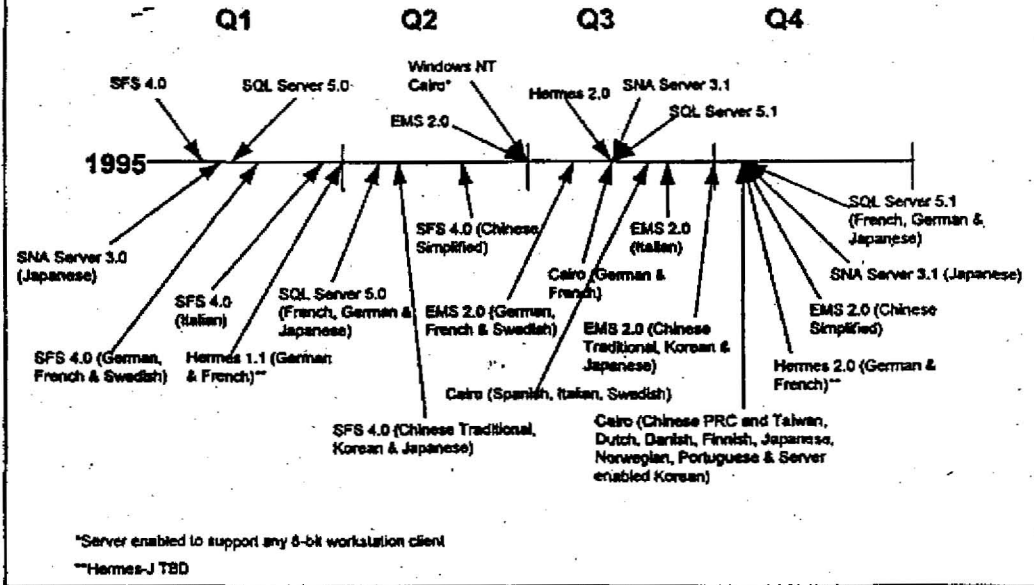 Q1 Q2 Q3 Q4
SFS 4.0
SQL Server 5.0
Windows NT
Cairo*
EMS 2.0
Hermes 2.0
SNA Server 3.1
SQL Server 5.1
1995
SNA Server 3.0
(Japanese)
SFS 4.0 (German,
French & Swedish)
SFS 4.0
(Italian)
Hermes 1.1 (German
& French)**
SQL Server 5.0
(French, German &
Japanese)
SFS 4.0 (Chinese Traditional,
Korean & Japanese)
SFS 4.0 (Chinese
Simplified)
EMS 2.0 (German,
French & Swedish)
Cairo (German &
French)
Cairo (Spanish, Italian, Swedish)
EMS 2.0
(Italian)
EMS 2.0 (Chinese
Traditional, Korean &
Japanese)
Cairo (Chinese PRC and Taiwan,
Dutch, Danish, Finnish, Japanese,
Norwegian, Portuguese & Server
enabled Korean)
SQL Server 5.1
(French, German &
Japanese)
SNA Server 3.1 (Japanese)
EMS 2.0 (Chinese
Simplified)
Hermes 2.0 (German &
French)**
*Server enabled to support any 8-bit workstation client
**Hermes-J TBD